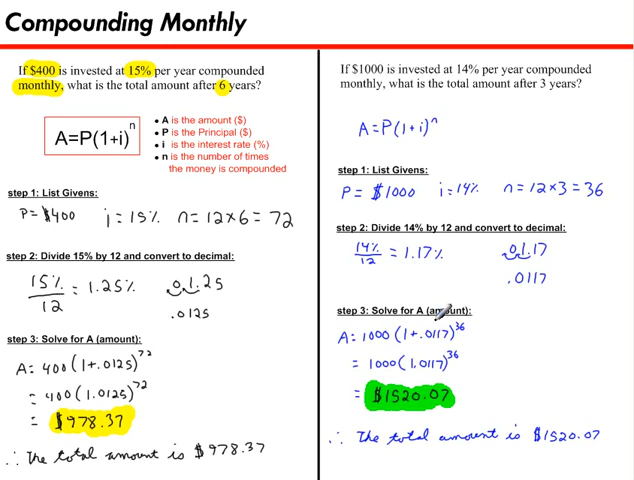 Compounding Monthly
If $400 is invested at 15% per year compounded
monthly, what is the total amount after 6 years?
A=P(1+i)^n
• A is the amount ($)
• P is the Principal ($)
• i is the interest rate (%)
• n is the number of times
the money is compounded
step 1: List Givens:
P= $400 i=15% n=12×6=72
step 2: Divide 15% by 12 and convert to decimal:
15%/12 = 1.25% 01.25
.0125
step 3: Solve for A (amount):
A= 400(1+.0125)^72
= 400(1.0125)^72
= $978.37
∴ the total amount is $978.37
If $1000 is invested at 14% per year compounded
monthly, what is the total amount after 3 years?
A=P(1+i)^n
step 1: List Givens:
P= $1000 i=14% n=12×3=36
step 2: Divide 14% by 12 and convert to decimal:
14%/12 = 1.17% 01.17
.0117
step 3: Solve for A (amount):
A= 1000(1+.0117)^36
= 1000(1.0117)^36
= $1520.07
∴ The total amount is $1520.07